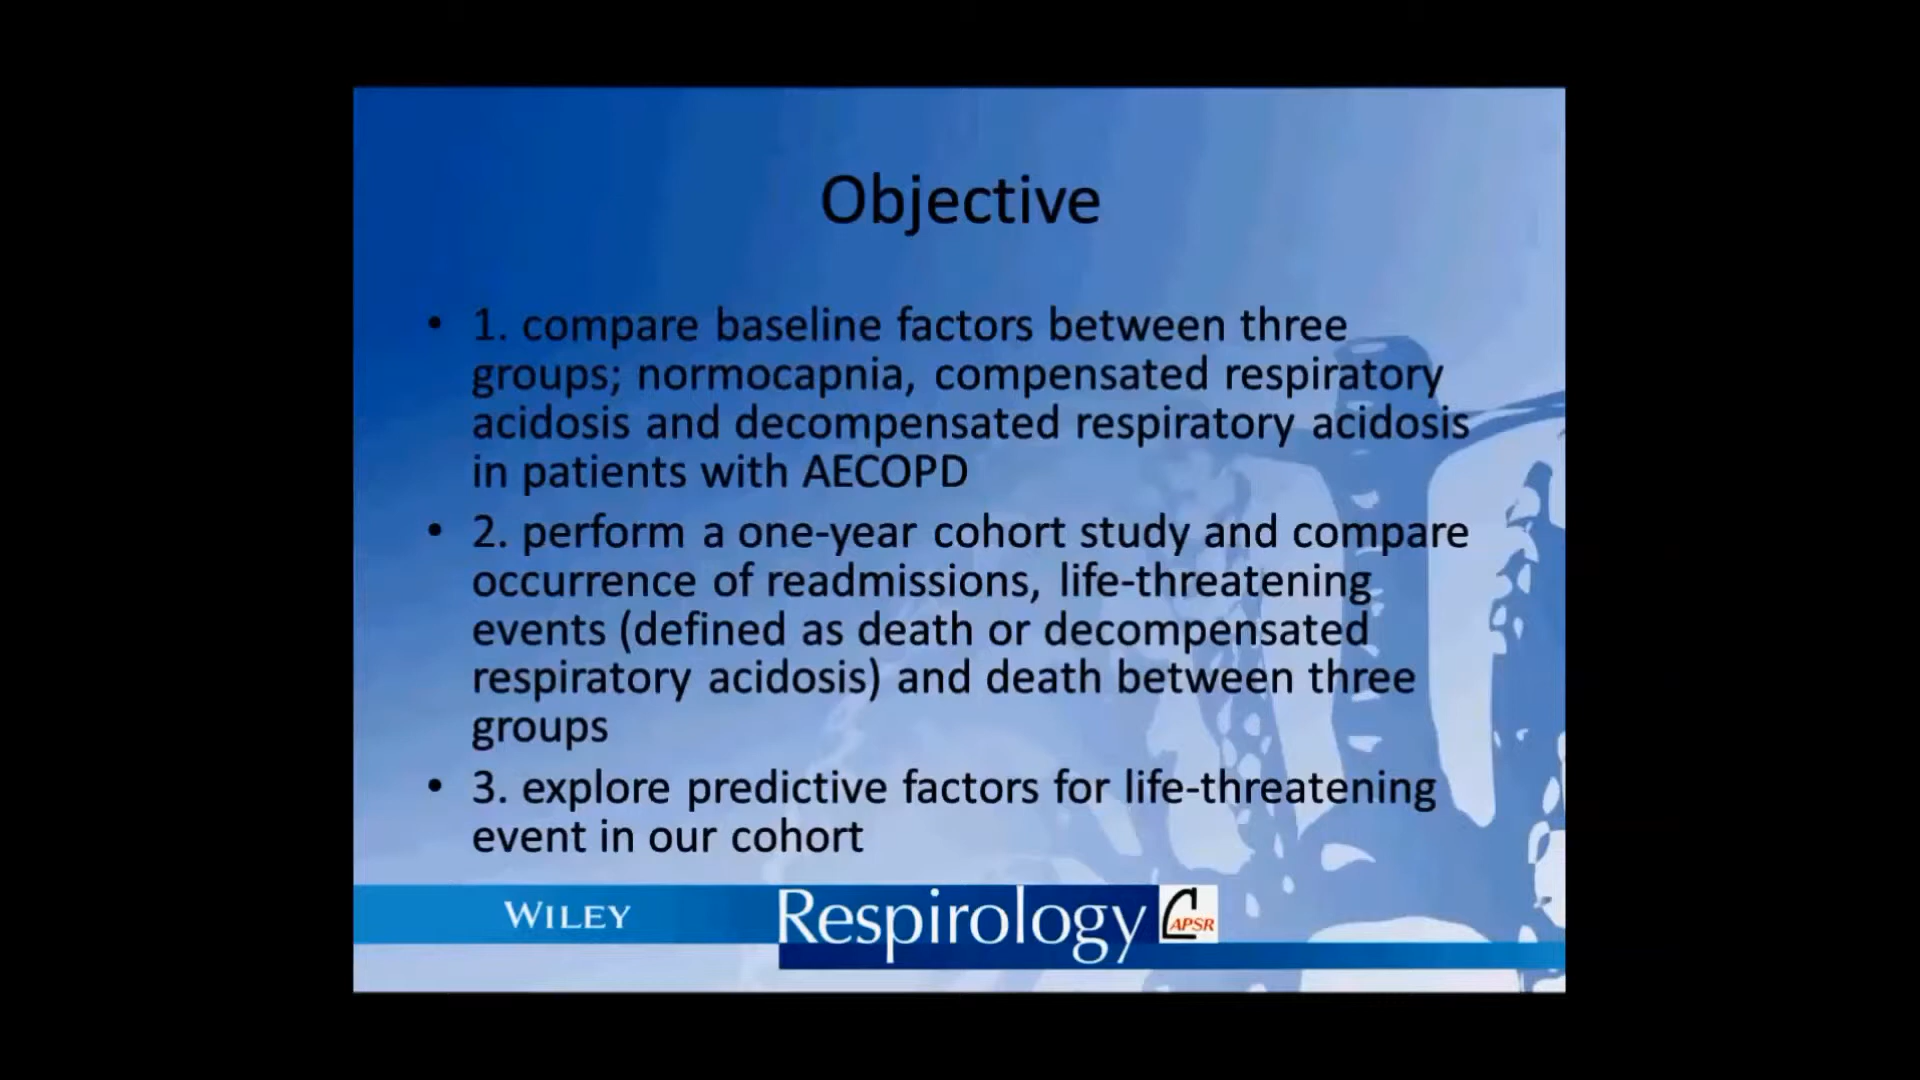 Objective
• 1. compare baseline factors between three
groups; normocapnia, compensated respiratory
acidosis and decompensated respiratory acidosis
in patients with AECOPD
• 2. perform a one-year cohort study and compare
occurrence of readmissions, life-threatening
events (defined as death or decompensated
respiratory acidosis) and death between three
groups
• 3. explore predictive factors for life-threatening
event in our cohort
WILEY
Respirology
APSR